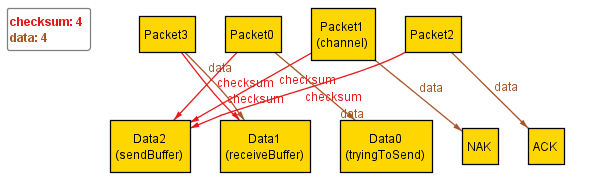 checksum: 4
data: 4
Packet3
Packet0
Packet1
(channel)
Packet2
data
checksum
checksum
data
data
checksum
checksum
data
Data2
(sendBuffer)
Data1
(receiveBuffer)
Data0
(tryingToSend)
NAK
ACK